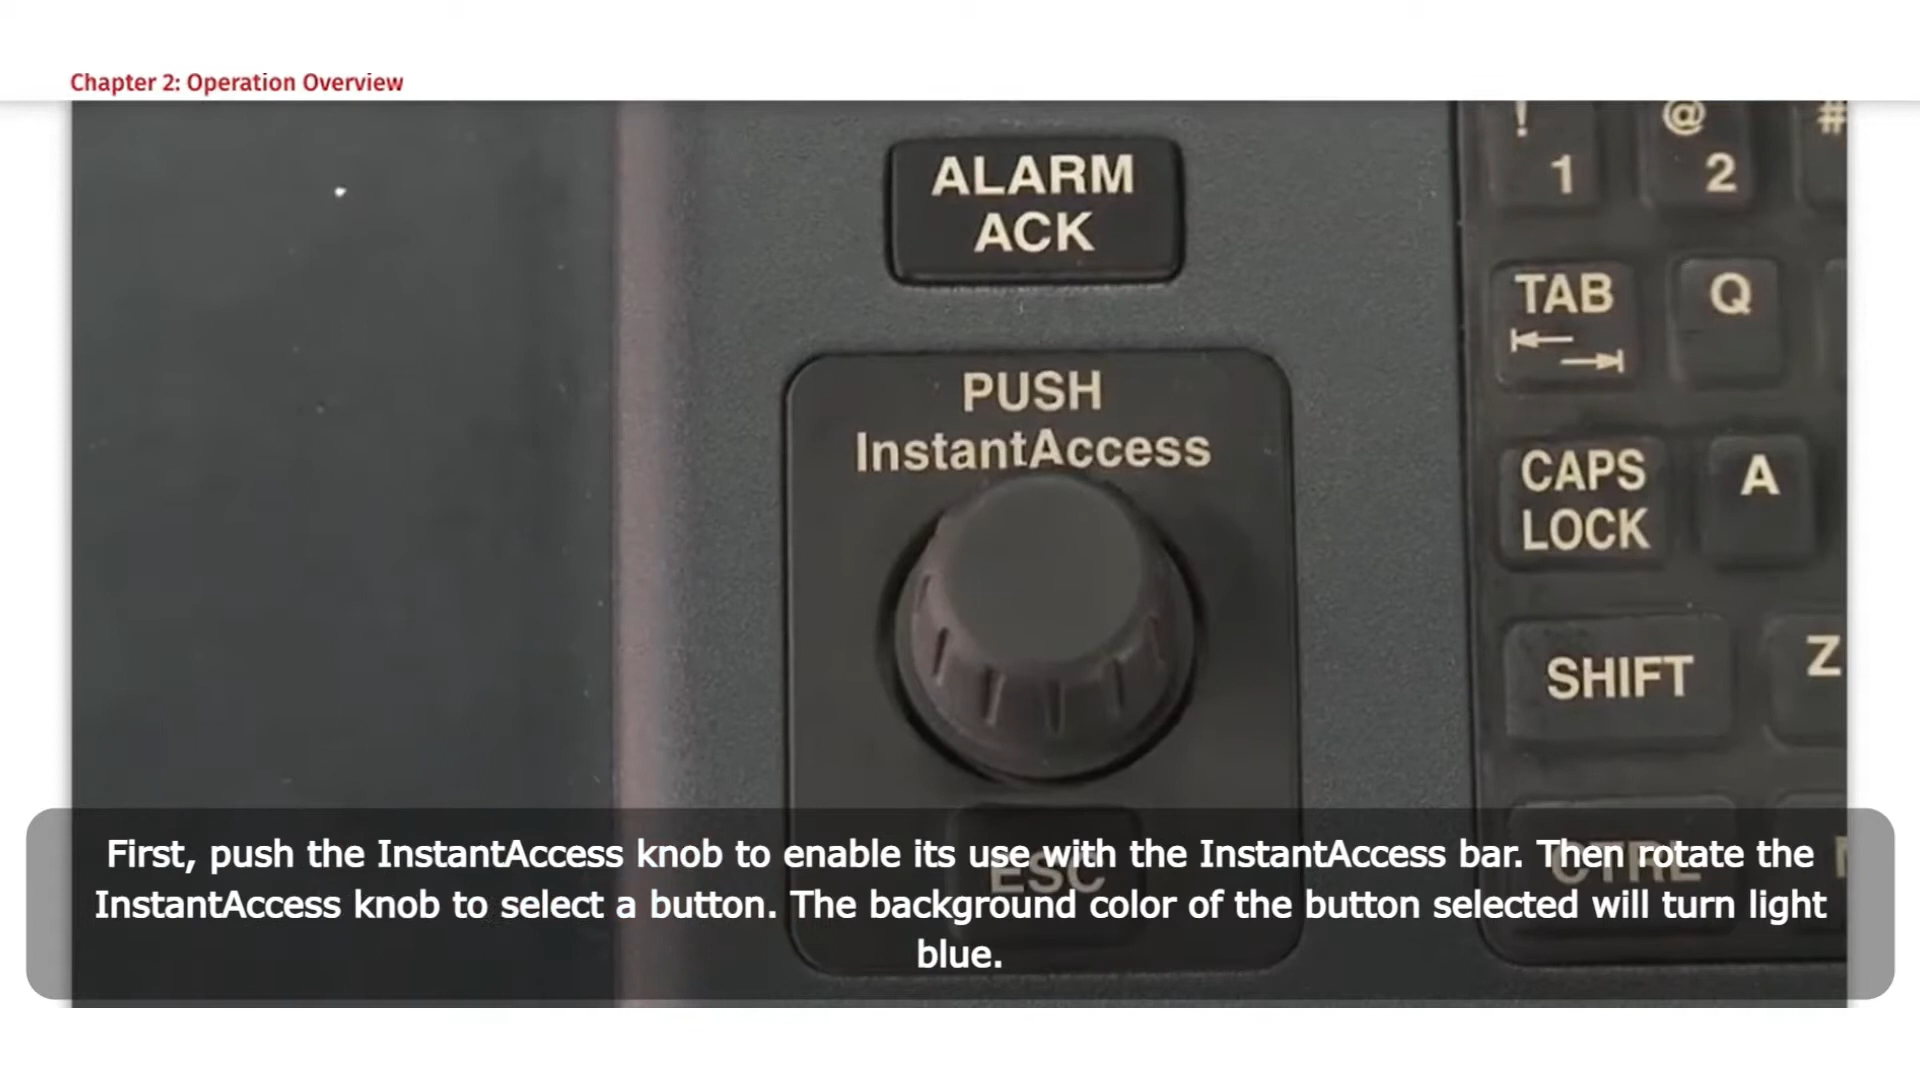 Chapter 2: Operation Overview
ALARM
ACK
PUSH
InstantAccess
ESC
! 1
@ 2
#
TAB
Q
CAPS
LOCK
A
SHIFT
Z
CTRL
First, push the InstantAccess knob to enable its use with the InstantAccess bar. Then rotate the
InstantAccess knob to select a button. The background color of the button selected will turn light
blue.